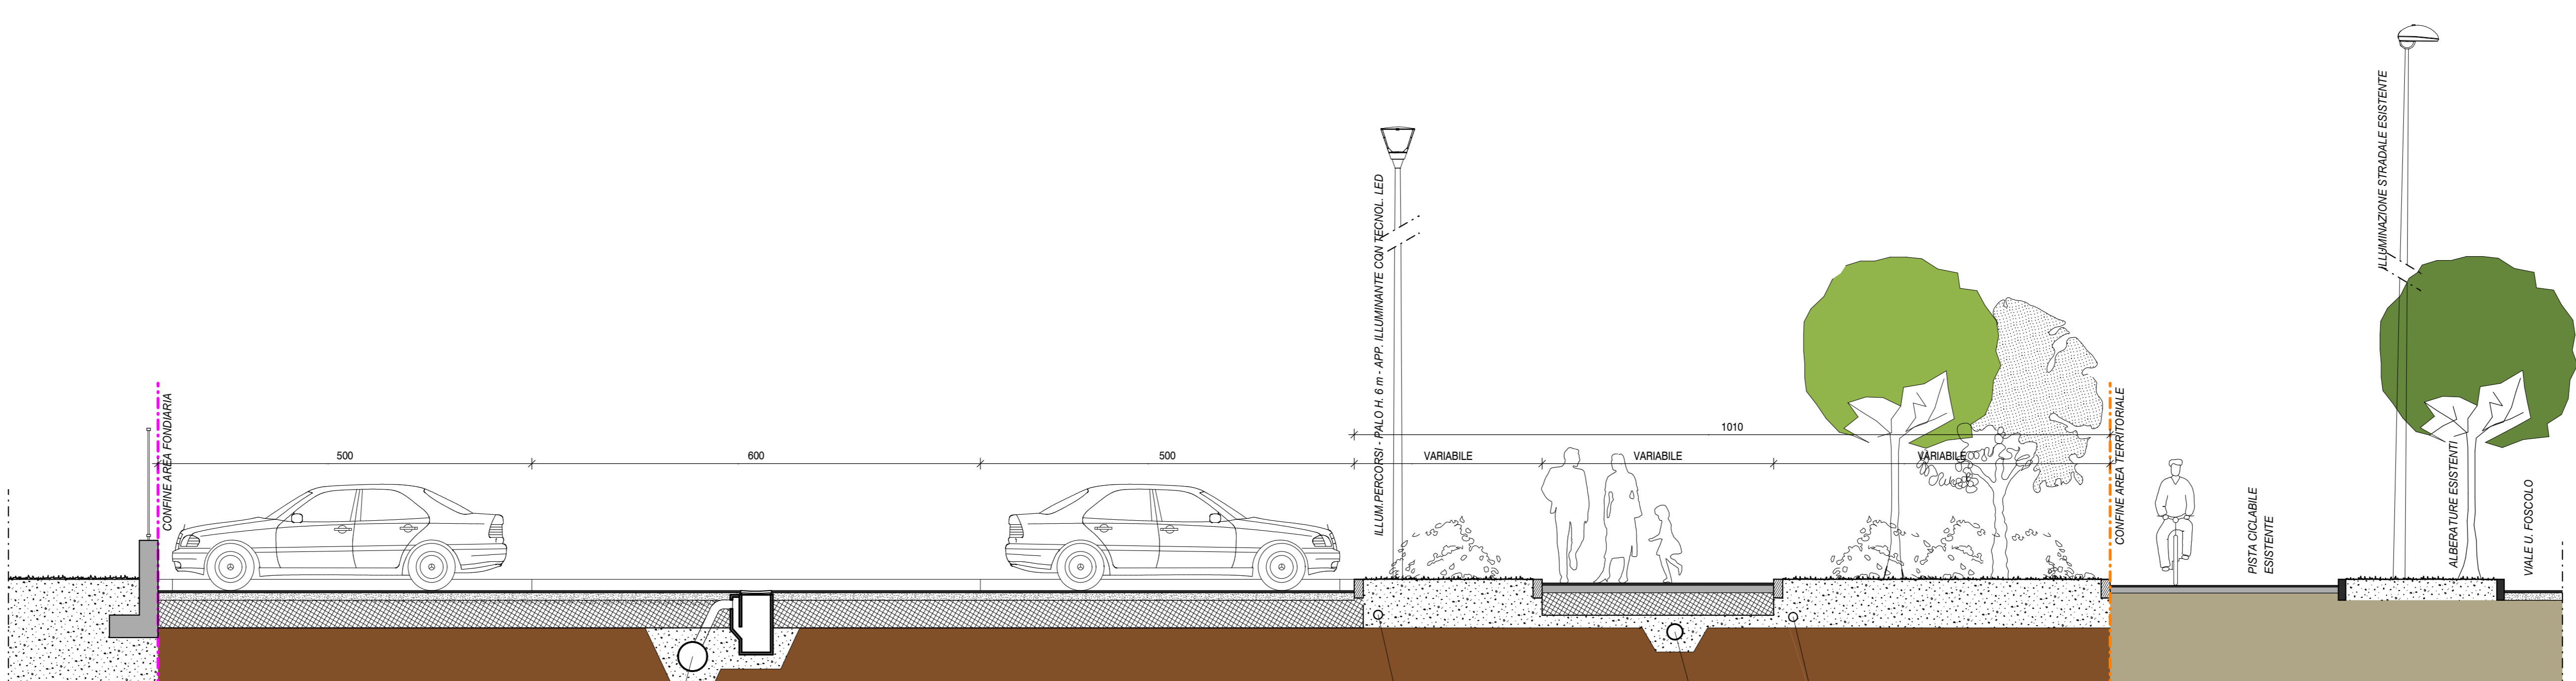 CONFINE AREA FONDIARIA
500
600
500
ILLUM.PERCORSI - PALO H. 6 m - APP. ILLUMINANTE CON TECNOL. LED
1010
VARIABILE
VARIABILE
VARIABILE
CONFINE AREA TERRITORIALE
PISTA CICLABILE
ESISTENTE
ILLUMINAZIONE STRADALE ESISTENTE
ALBERATURE ESISTENTI
VIALE U. FOSCOLO